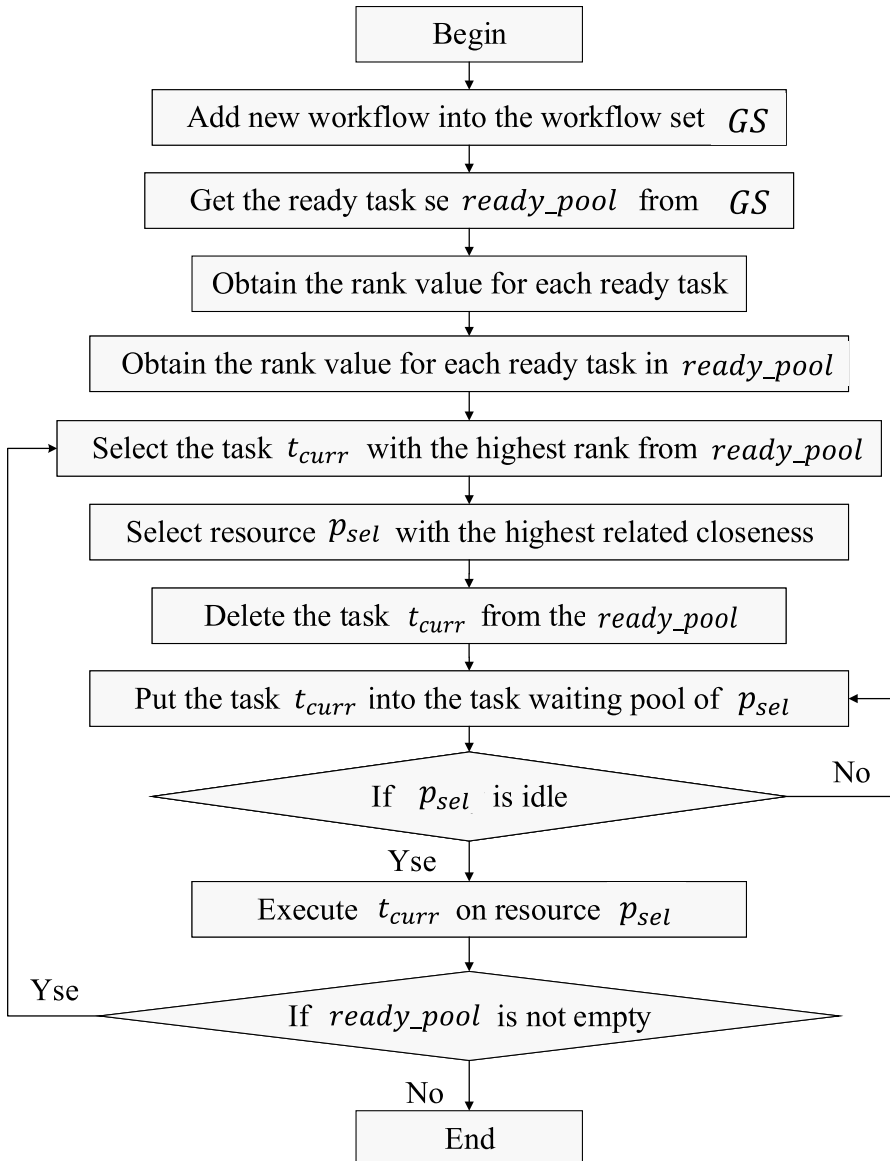 Begin
Add new workflow into the workflow set GS
Get the ready task se ready_pool from GS
Obtain the rank value for each ready task
Obtain the rank value for each ready task in ready_pool
Select the task t_curr with the highest rank from ready_pool
Select resource p_sel with the highest related closeness
Delete the task t_curr from the ready_pool
Put the task t_curr into the task waiting pool of p_sel
If p_sel is idle
No
Yse
Execute t_curr on resource p_sel
Yse
If ready_pool is not empty
No
End